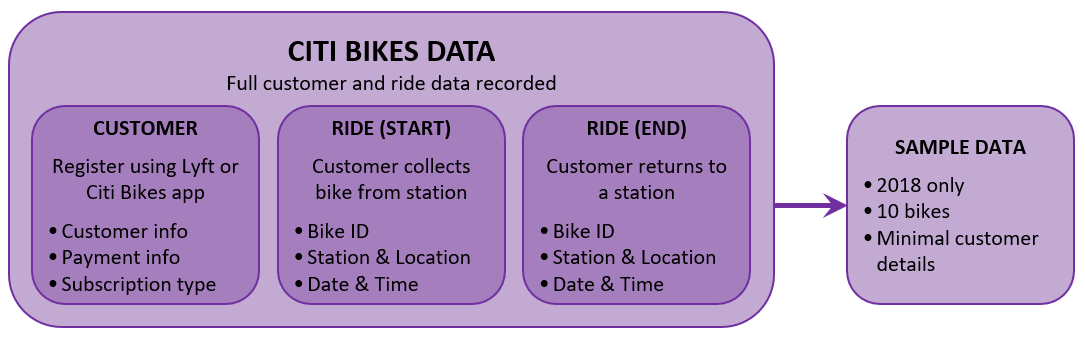 CITI BIKES DATA
Full customer and ride data recorded
CUSTOMER
Register using Lyft or
Citi Bikes app
• Customer info
• Payment info
• Subscription type
RIDE (START)
Customer collects
bike from station
• Bike ID
• Station & Location
• Date & Time
RIDE (END)
Customer returns to
a station
• Bike ID
• Station & Location
• Date & Time
SAMPLE DATA
• 2018 only
• 10 bikes
• Minimal customer
details